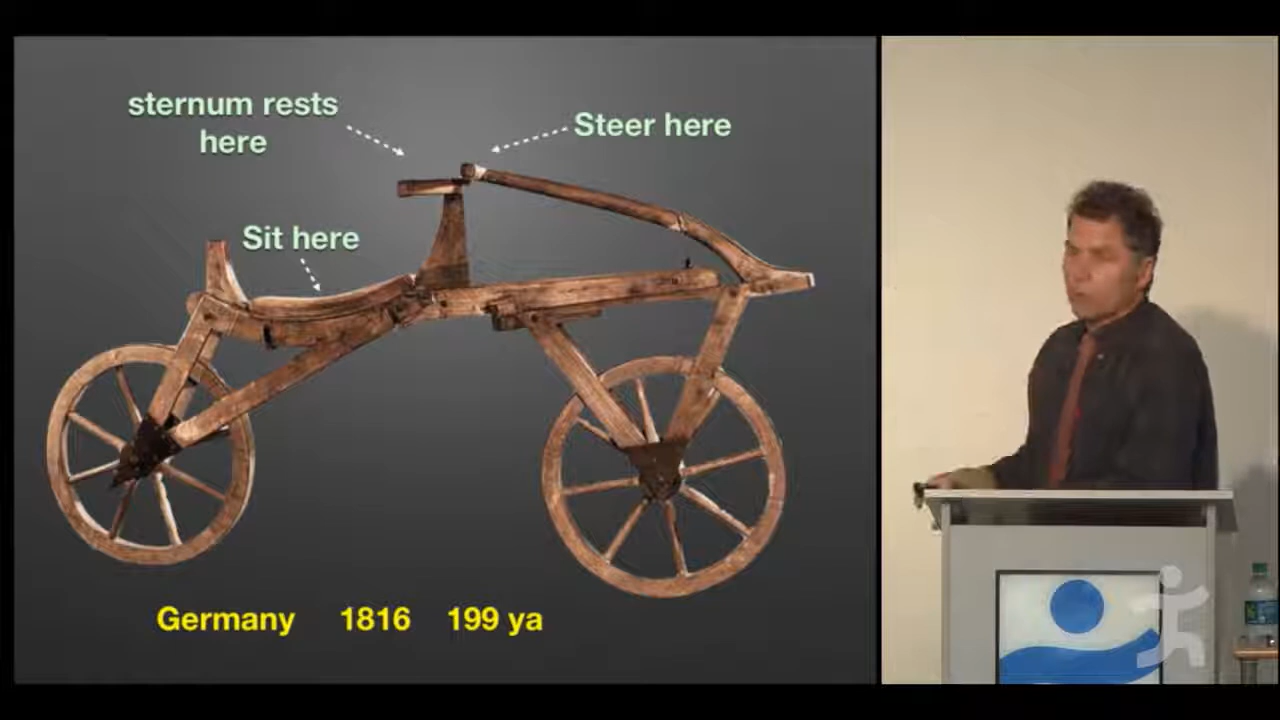 sternum rests
here
Steer here
Sit here
Germany 1816 199 ya